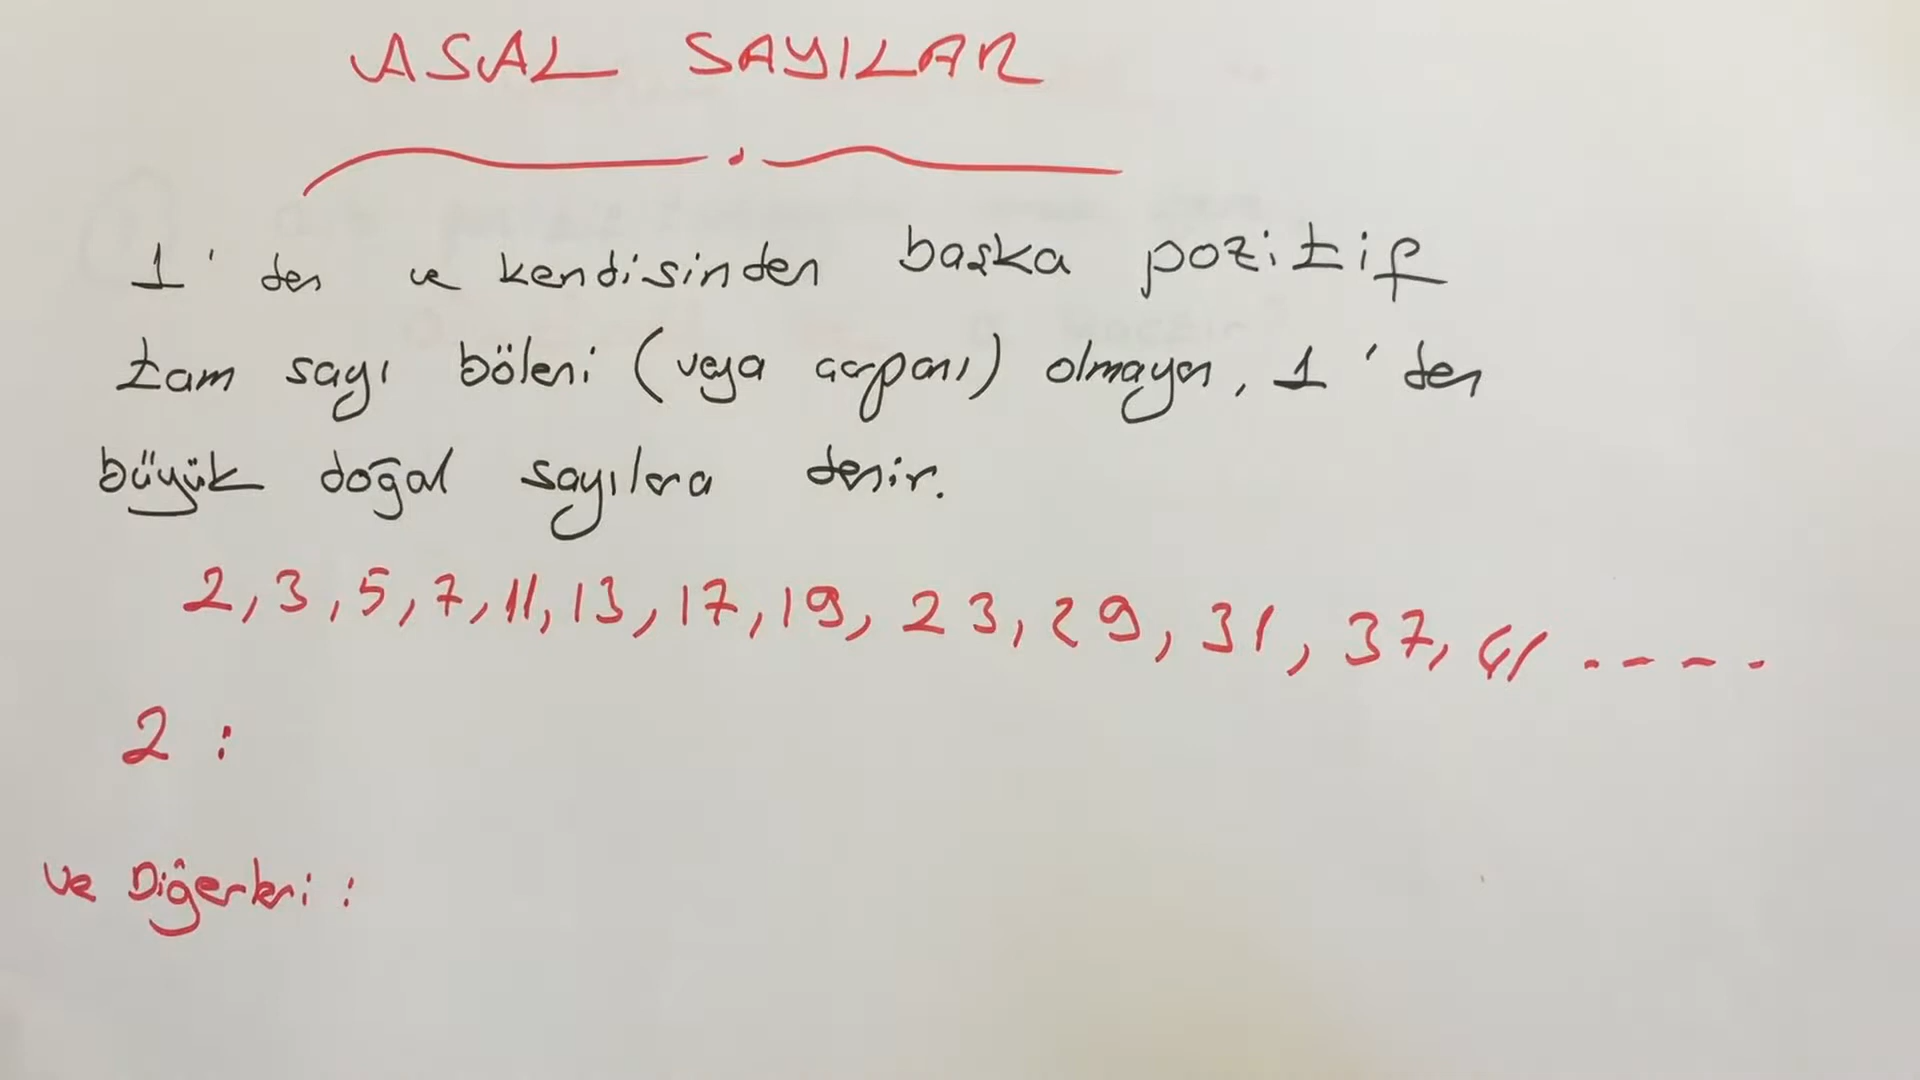 ASAL SAYILAR
1' den ve kendisinden başka pozitif
tam sayı böleni (veya çarpanı) olmayan, 1' den
büyük doğal sayılara denir.
2, 3, 5, 7, 11, 13, 17, 19, 23, 29, 31, 37, 41 .----
2 :
ve Diğerleri :